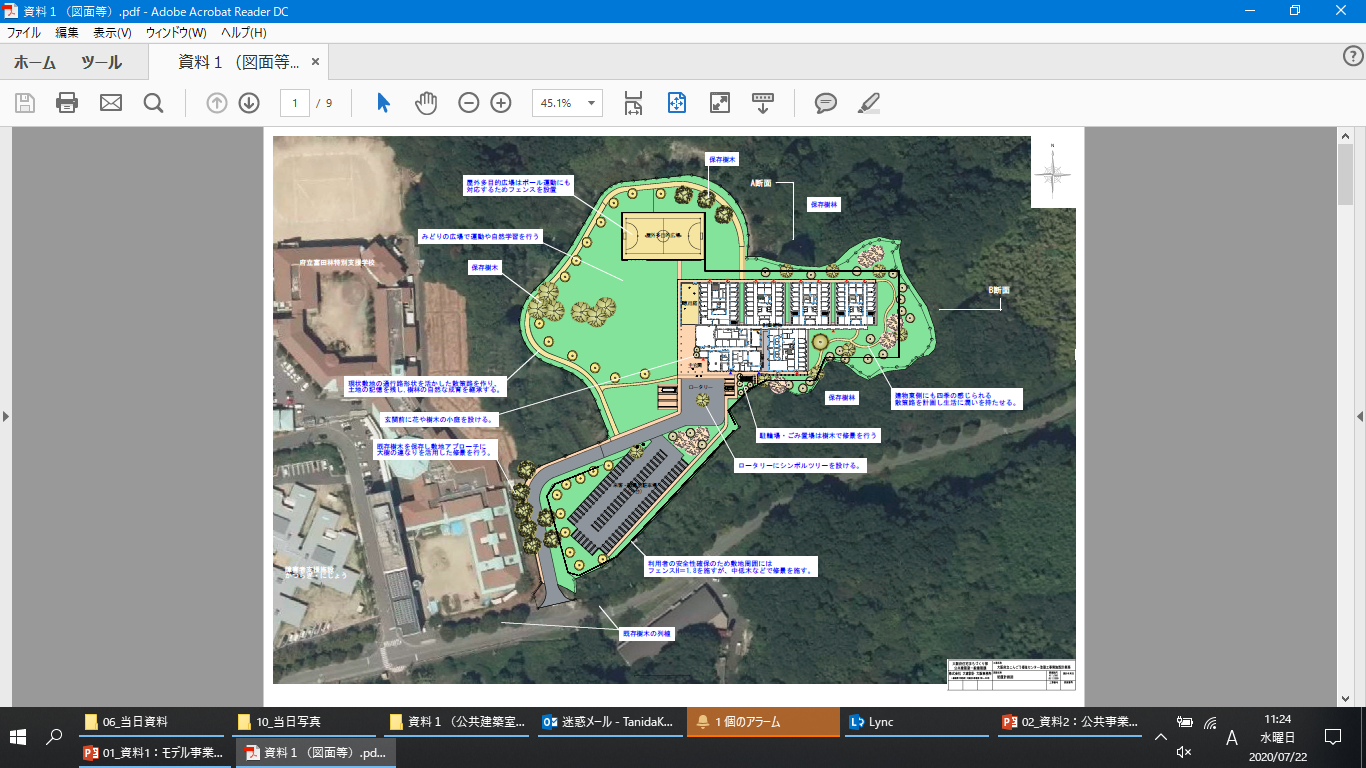 資料１（図面等）.pdf - Adobe Acrobat Reader DC
ファイル 編集 表示(V) ウィンドウ(W) ヘルプ(H)
ホーム ツール 資料１（図面等... ×
1 / 9 45.1%
N
保存樹木
A断面
屋外多目的広場はボール運動にも
対応するためフェンスを設置
保存樹林
屋外多目的広場
みどりの広場で運動や自然学習を行う
府立富田林特別支援学校
保存樹木
B断面
現状敷地の通行路形状を活かした散策路を作り、
土地の記憶を残し、樹林の自然な成育を継承する。
ロータリー
保存樹林
建物東側にも四季の感じられる
散策路を計画し生活に潤いを持たせる。
玄関前に花や樹木の小庭を設ける。
駐輪場・ごみ置場は樹木で修景を行う
既存樹木を保存し敷地アプローチに
大樹の連なりを活用した修景を行う。
ロータリーにシンボルツリーを設ける。
利用者の安全性確保のため敷地周囲には
フェンスH=1.8を施すが、中低木などで修景を施す。
既存樹木の列植
06_当日資料
10_当日写真
資料１（公共建築室...
迷惑メール - TanidaK...
1 個のアラーム
Lync
02_資料2：公共事業...
01_資料1：モデル事業...
資料１（図面等）.pd...
A
11:24
水曜日
2020/07/22